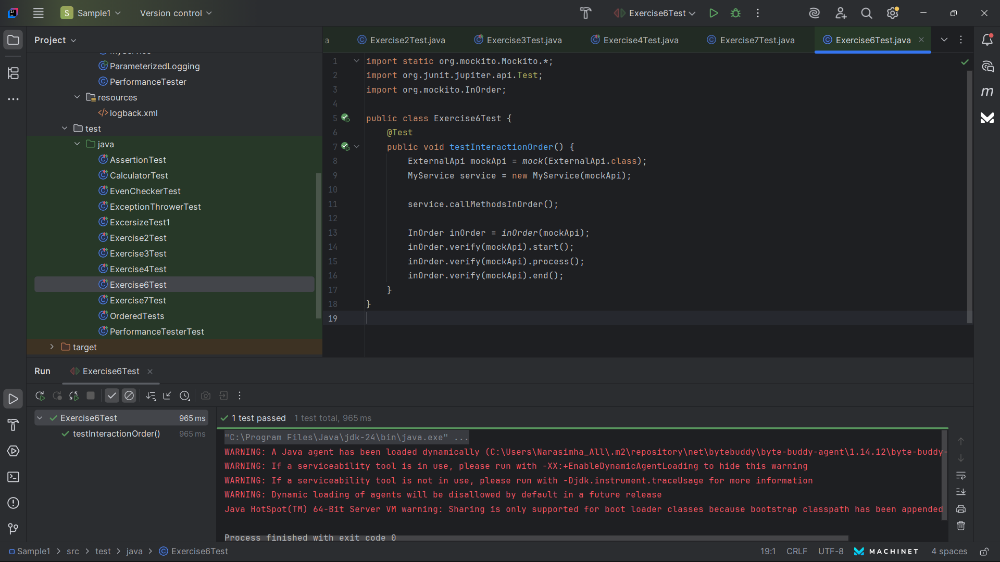 S Sample1
Version control
Exercise6Test
Project
a
Exercise2Test.java
Exercise3Test.java
Exercise4Test.java
Exercise7Test.java
Exercise6Test.java
ParameterizedLogging
PerformanceTester
resources
logback.xml
test
java
AssertionTest
CalculatorTest
EvenCheckerTest
ExceptionThrowerTest
ExcersizeTest1
Exercise2Test
Exercise3Test
Exercise4Test
Exercise6Test
Exercise7Test
OrderedTests
PerformanceTesterTest
target
1 import static org.mockito.Mockito.*;
2 import org.junit.jupiter.api.Test;
3 import org.mockito.InOrder;
4
5 public class Exercise6Test {
6 @Test
7 public void testInteractionOrder() {
8 ExternalApi mockApi = mock(ExternalApi.class);
9 MyService service = new MyService(mockApi);
10
11 service.callMethodsInOrder();
12
13 InOrder inOrder = inOrder(mockApi);
14 inOrder.verify(mockApi).start();
15 inOrder.verify(mockApi).process();
16 inOrder.verify(mockApi).end();
17 }
18 }
19
m
Run
Exercise6Test
Exercise6Test 965 ms
testInteractionOrder() 965 ms
1 test passed 1 test total, 965 ms
"C:\Program Files\Java\jdk-24\bin\java.exe" ...
WARNING: A Java agent has been loaded dynamically (C:\Users\Narasimha_All\.m2\repository\net\bytebuddy\byte-buddy-agent\1.14.12\byte-buddy-
WARNING: If a serviceability tool is in use, please run with -XX:+EnableDynamicAgentLoading to hide this warning
WARNING: If a serviceability tool is not in use, please run with -Djdk.instrument.traceUsage for more information
WARNING: Dynamic loading of agents will be disallowed by default in a future release
Java HotSpot(TM) 64-Bit Server VM warning: Sharing is only supported for boot loader classes because bootstrap classpath has been appended
Process finished with exit code 0
Sample1 > src > test > java > Exercise6Test
19:1 CRLF UTF-8 MACHINET 4 spaces